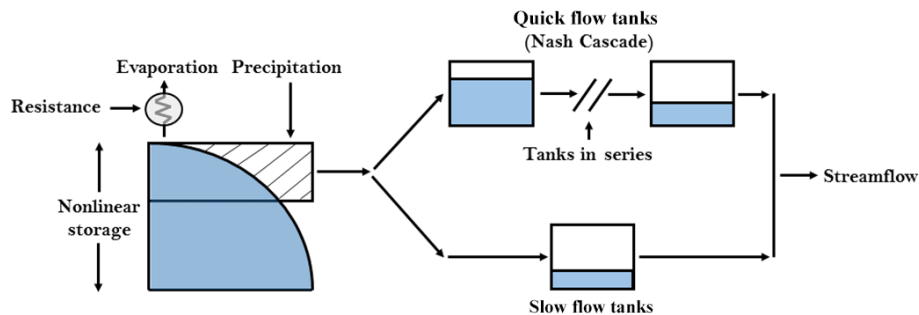 Quick flow tanks
(Nash Cascade)
Evaporation
Precipitation
Resistance
Tanks in series
Streamflow
Nonlinear
storage
Slow flow tanks